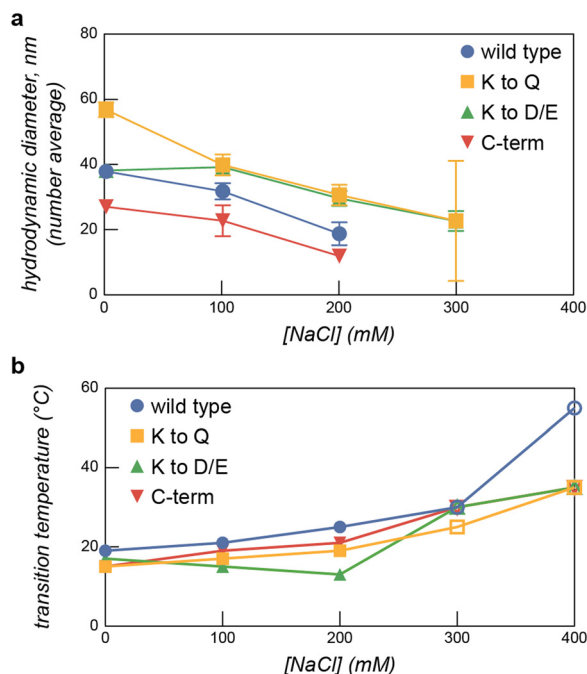 a
80
60
40
20
0
hydrodynamic diameter, nm
(number average)
wild type
K to Q
K to D/E
C-term
0 100 200 300 400
[NaCl] (mM)
b
60
40
20
0
transition temperature (°C)
wild type
K to Q
K to D/E
C-term
0 100 200 300 400
[NaCl] (mM)